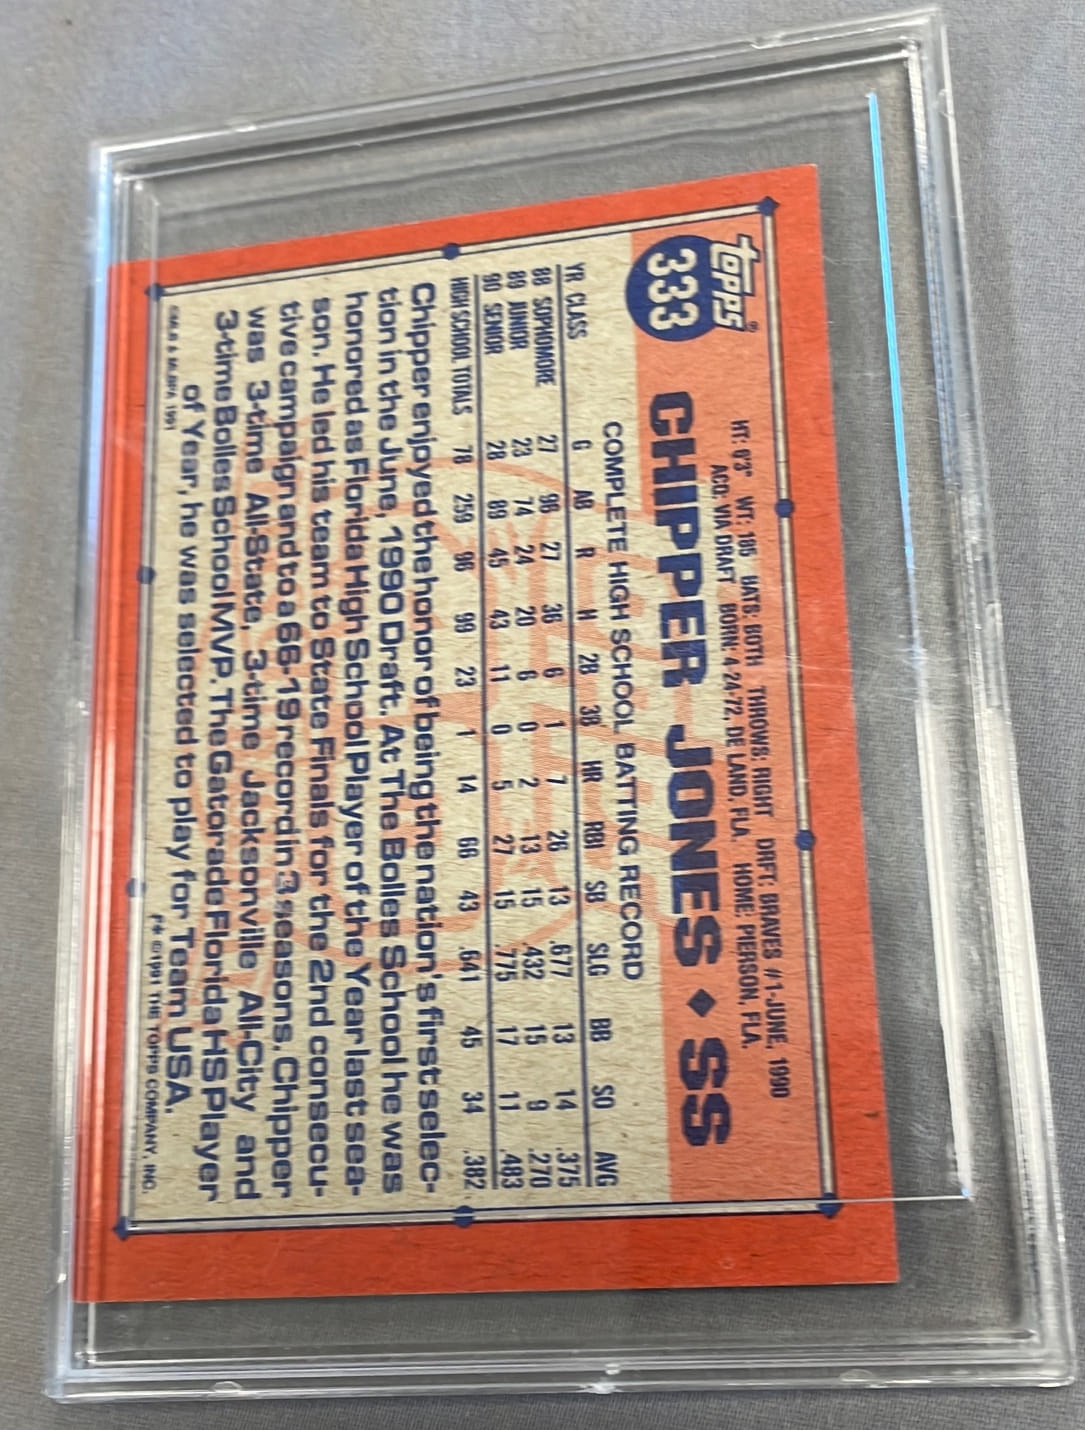 topps®
333
HT: 6'3" WT: 185 BATS: BOTH THROWS: RIGHT DRFT: BRAVES #1-JUNE, 1990
ACQ: VIA DRAFT BORN: 4-24-72, DE LAND, FLA. HOME: PIERSON, FLA.
CHIPPER JONES ◆ SS
COMPLETE HIGH SCHOOL BATTING RECORD
YR CLASS G AB R H 2B 3B HR RBI SB SLG BB SO AVG
88 SOPHOMORE 27 96 27 36 6 1 7 26 13 .677 13 14 .375
89 JUNIOR 23 74 24 20 6 0 2 13 15 .432 15 9 .270
90 SENIOR 28 89 45 43 11 0 5 27 15 .775 17 11 .483
HIGH SCHOOL TOTALS 78 259 96 99 23 1 14 66 43 .641 45 34 .382
Chipper enjoyed the honor of being the nation's first selec-
tion in the June, 1990 Draft. At The Bolles School he was
honored as Florida High School Player of the Year last sea-
son. He led his team to State Finals for the 2nd consecu-
tive campaign and to a 66-19 record in 3 seasons. Chipper
was 3-time All-State, 3-time Jacksonville All-City and
3-time Bolles School MVP. The Gatorade Florida HS Player
of Year, he was selected to play for Team USA.
©MLB & MLBPA 1991
F* ©1991 THE TOPPS COMPANY, INC.